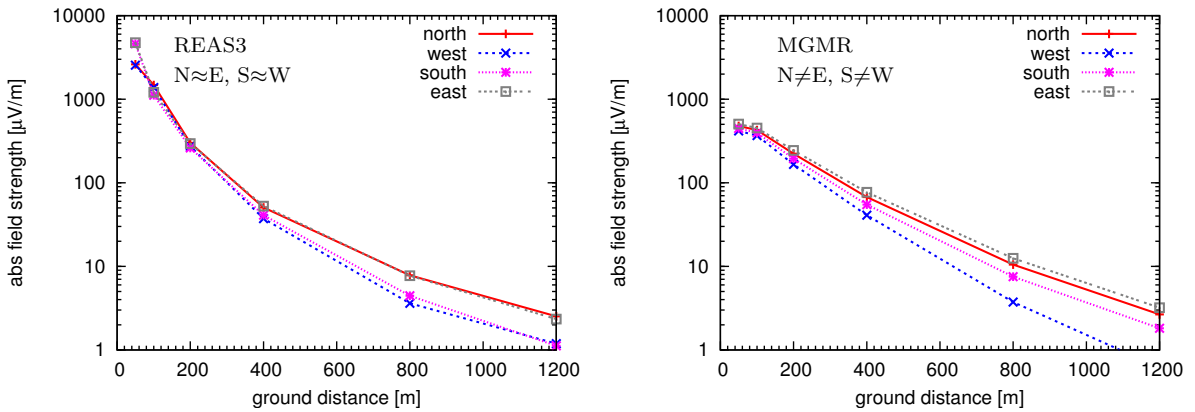 10000
1000
100
10
1
abs field strength [µV/m]
REAS3
N≈E, S≈W
north
west
south
east
0 200 400 600 800 1000 1200
ground distance [m]
10000
1000
100
10
1
abs field strength [µV/m]
MGMR
N≠E, S≠W
north
west
south
east
0 200 400 600 800 1000 1200
ground distance [m]